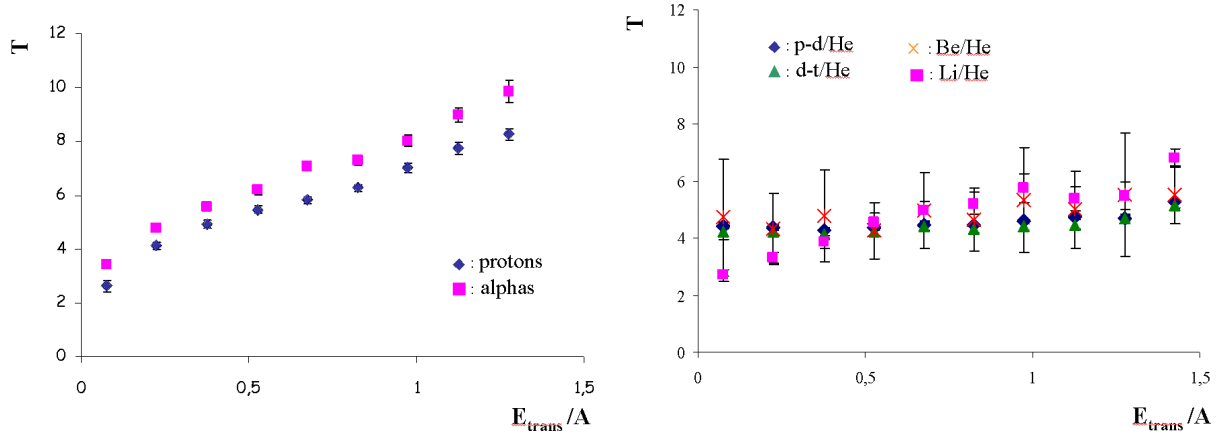 T
12
10
8
6
4
2
0
0
0,5
1
1,5
: protons
: alphas
E_trans/A
T
12
10
8
6
4
2
0
0
0,5
1
1,5
: p-d/He
: Be/He
: d-t/He
: Li/He
E_trans/A